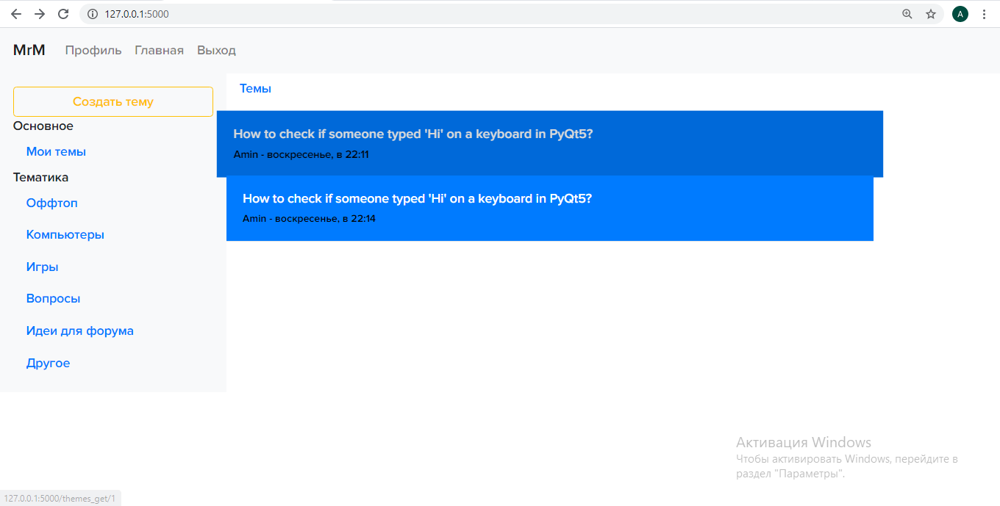 127.0.0.1:5000
A
MrM Профиль Главная Выход
Создать тему
Основное
Мои темы
Тематика
Оффтоп
Компьютеры
Игры
Вопросы
Идеи для форума
Другое
Темы
How to check if someone typed 'Hi' on a keyboard in PyQt5?
Amin - воскресенье, в 22:11
How to check if someone typed 'Hi' on a keyboard in PyQt5?
Amin - воскресенье, в 22:14
Активация Windows
Чтобы активировать Windows, перейдите в
раздел "Параметры".
127.0.0.1:5000/themes_get/1